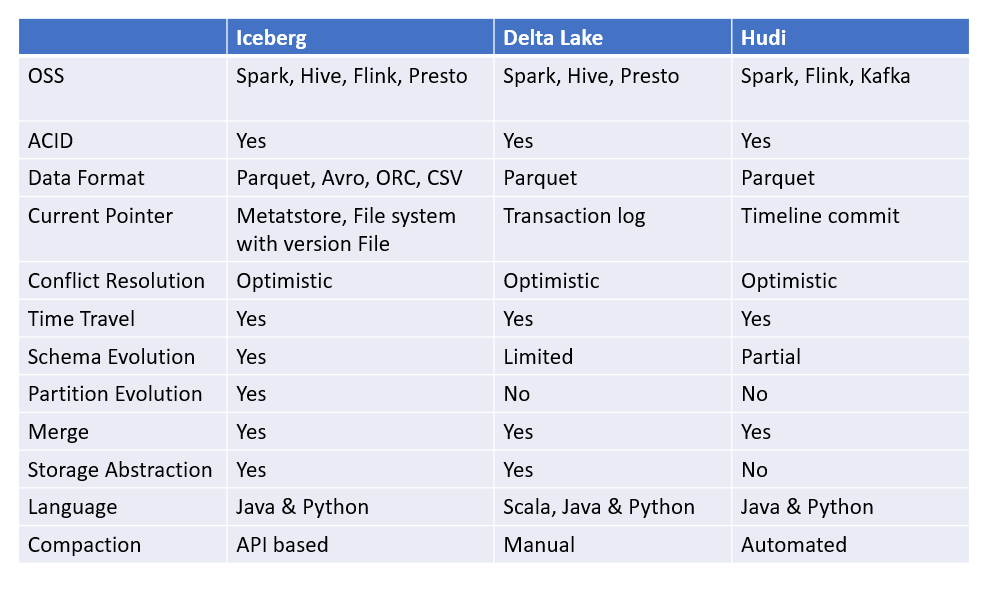 Iceberg Delta Lake Hudi
OSS Spark, Hive, Flink, Presto Spark, Hive, Presto Spark, Flink, Kafka
ACID Yes Yes Yes
Data Format Parquet, Avro, ORC, CSV Parquet Parquet
Current Pointer Metatstore, File system Transaction log Timeline commit
with version File
Conflict Resolution Optimistic Optimistic Optimistic
Time Travel Yes Yes Yes
Schema Evolution Yes Limited Partial
Partition Evolution Yes No No
Merge Yes Yes Yes
Storage Abstraction Yes Yes No
Language Java & Python Scala, Java & Python Java & Python
Compaction API based Manual Automated